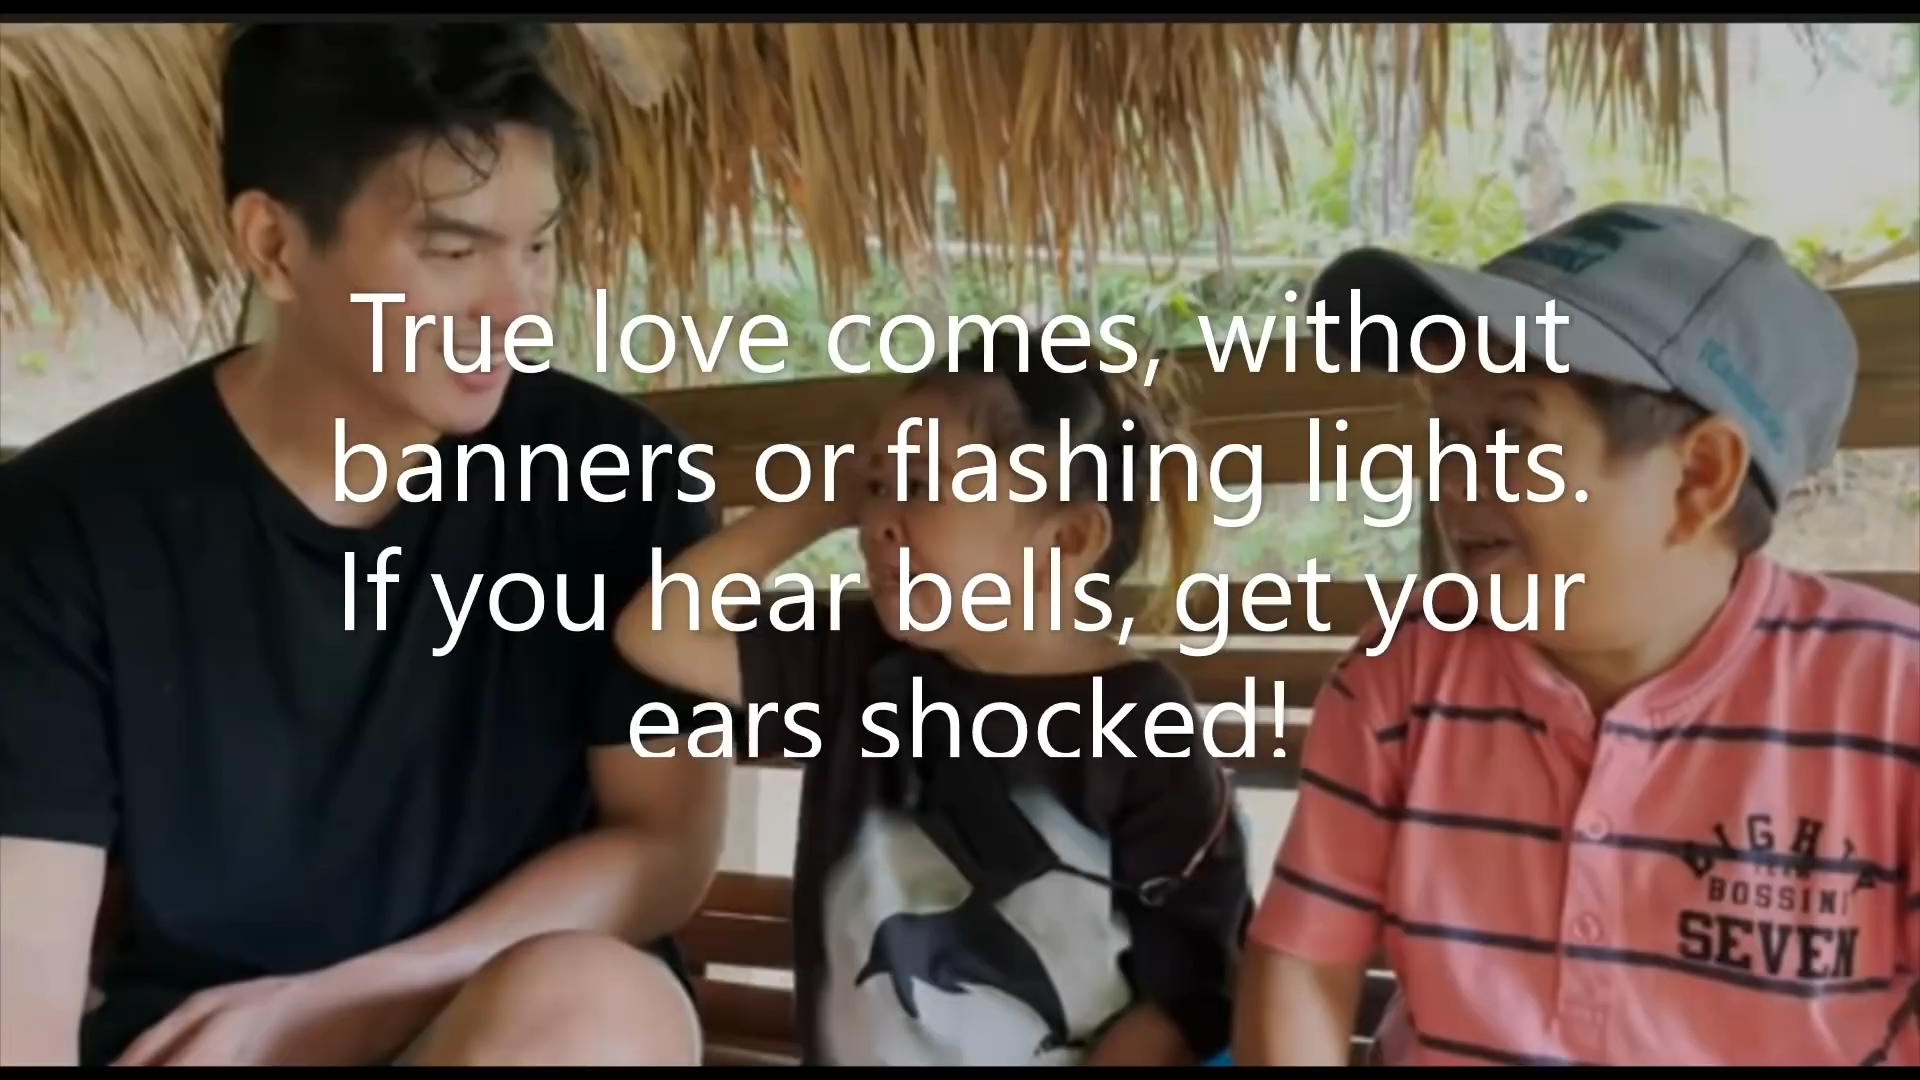 True love comes, without
banners or flashing lights.
If you hear bells, get your
ears shocked!
BOSSINI
SEVEN